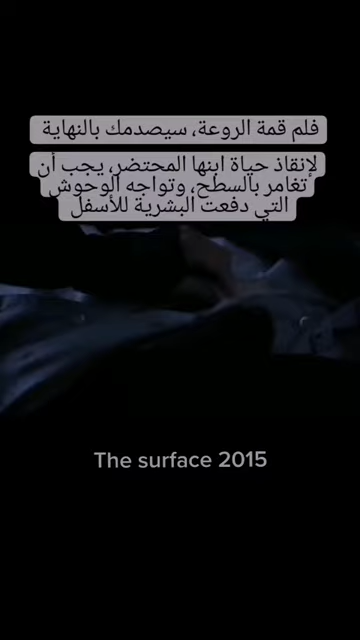 فلم قمة الروعة، سيصدمك بالنهاية
لإنقاذ حياة ابنها المحتضر، يجب أن
تغامر بالسطح، وتواجه الوحوش
التي دفعت البشرية للأسفل
The surface 2015